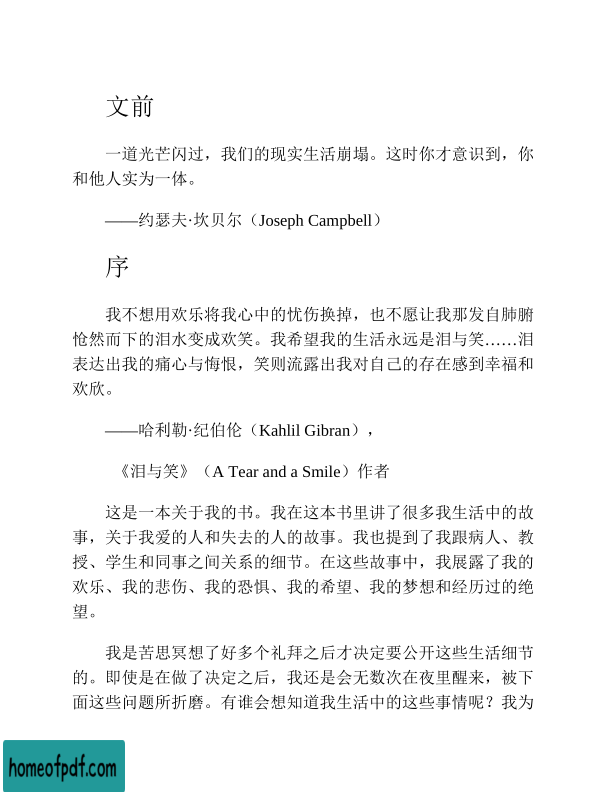 文前
一道光芒闪过，我们的现实生活崩塌。这时你才意识到，你
和他人实为一体。
——约瑟夫·坎贝尔（Joseph Campbell）
序
我不想用欢乐将我心中的忧伤换掉，也不愿让我那发自肺腑
怆然而下的泪水变成欢笑。我希望我的生活永远是泪与笑……泪
表达出我的痛心与悔恨，笑则流露出我对自己的存在感到幸福和
欢欣。
——哈利勒·纪伯伦（Kahlil Gibran），
《泪与笑》（A Tear and a Smile）作者
这是一本关于我的书。我在这本书里讲了很多我生活中的故
事，关于我爱的人和失去的人的故事。我也提到了我跟病人、教
授、学生和同事之间关系的细节。在这些故事中，我展露了我的
欢乐、我的悲伤、我的恐惧、我的希望、我的梦想和经历过的绝
望。
我是苦思冥想了好多个礼拜之后才决定要公开这些生活细节
的。即使是在做了决定之后，我还是会无数次在夜里醒来，被下
面这些问题所折磨。有谁会想知道我生活中的这些事情呢？我为
homeofpdf.com